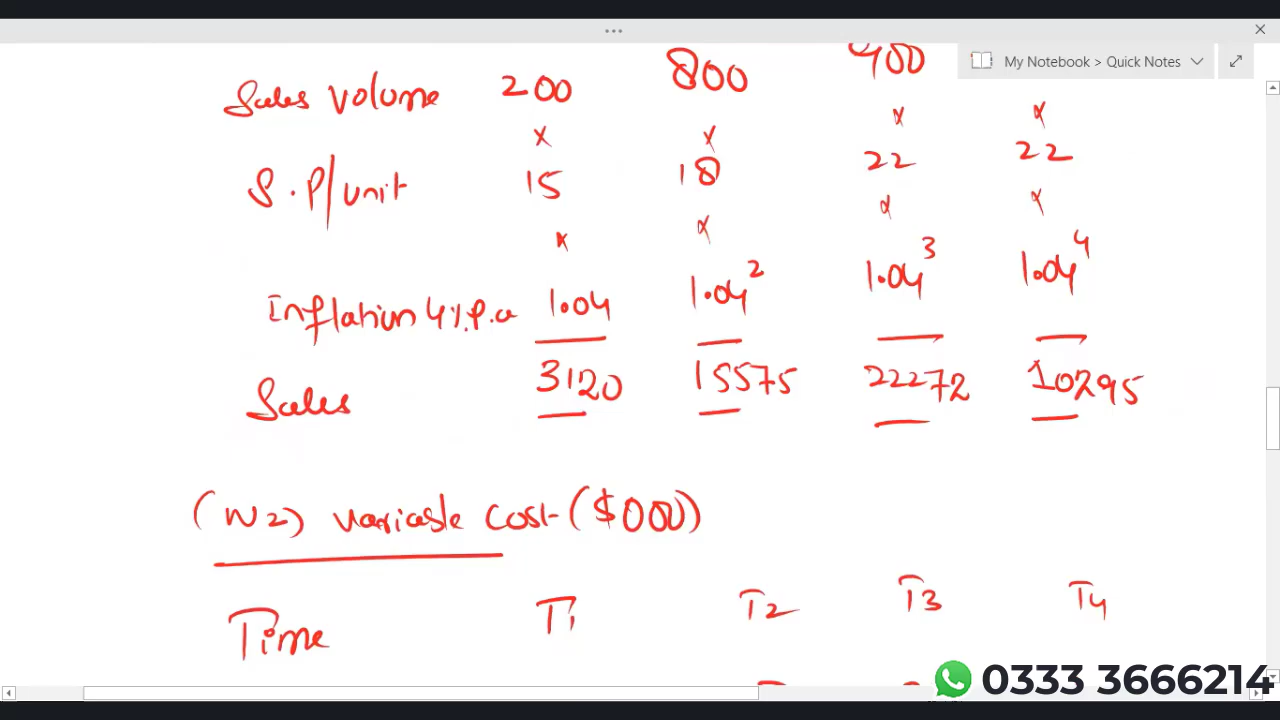 My Notebook > Quick Notes
Sales volume 200 800 900
x x x x
S.P/unit 15 18 22 22
x x x x
Inflation 4% p.a 1.04 1.04² 1.04³ 1.04⁴
Sales 3120 15575 22272 10295
(W2) variable cost ($000)
Time T1 T2 T3 T4
0333 3666214